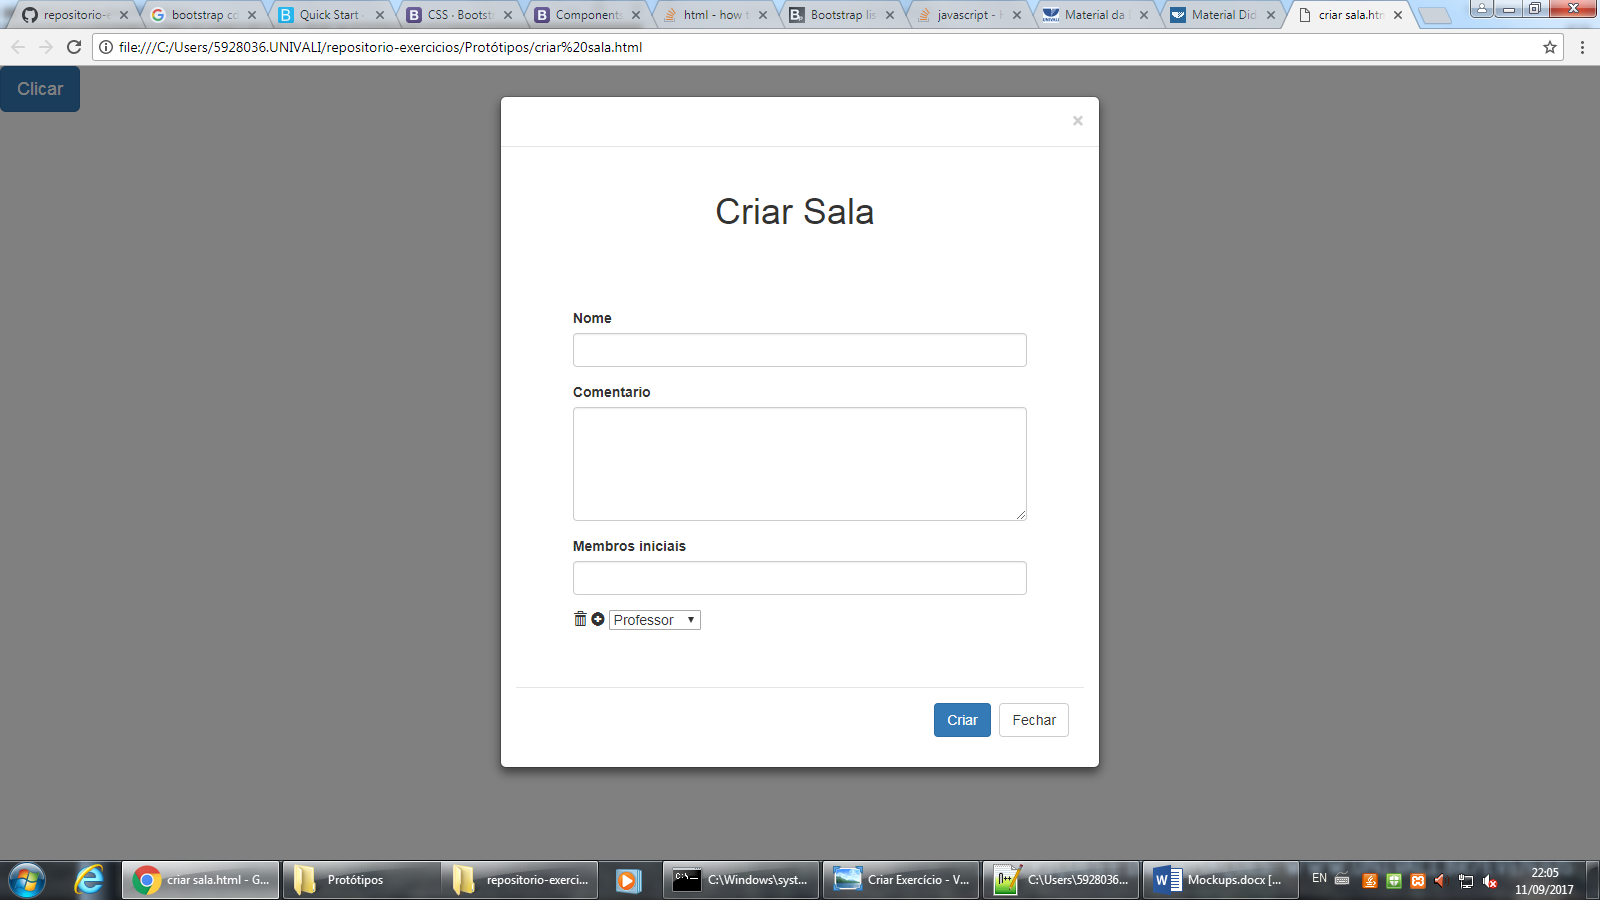 repositorio-e
bootstrap co
Quick Start
CSS · Bootst
Components
html - how t
Bootstrap lis
javascript - H
Material da
Material Did
criar sala.htm
file:///C:/Users/5928036.UNIVALI/repositorio-exercicios/Protótipos/criar%20sala.html
Clicar
×
Criar Sala
Nome
Comentario
Membros iniciais
Professor
Criar
Fechar
criar sala.html - G...
Protótipos
repositorio-exerci...
C:\Windows\syst...
Criar Exercício - V...
C:\Users\5928036...
Mockups.docx [...
EN
22:05
11/09/2017